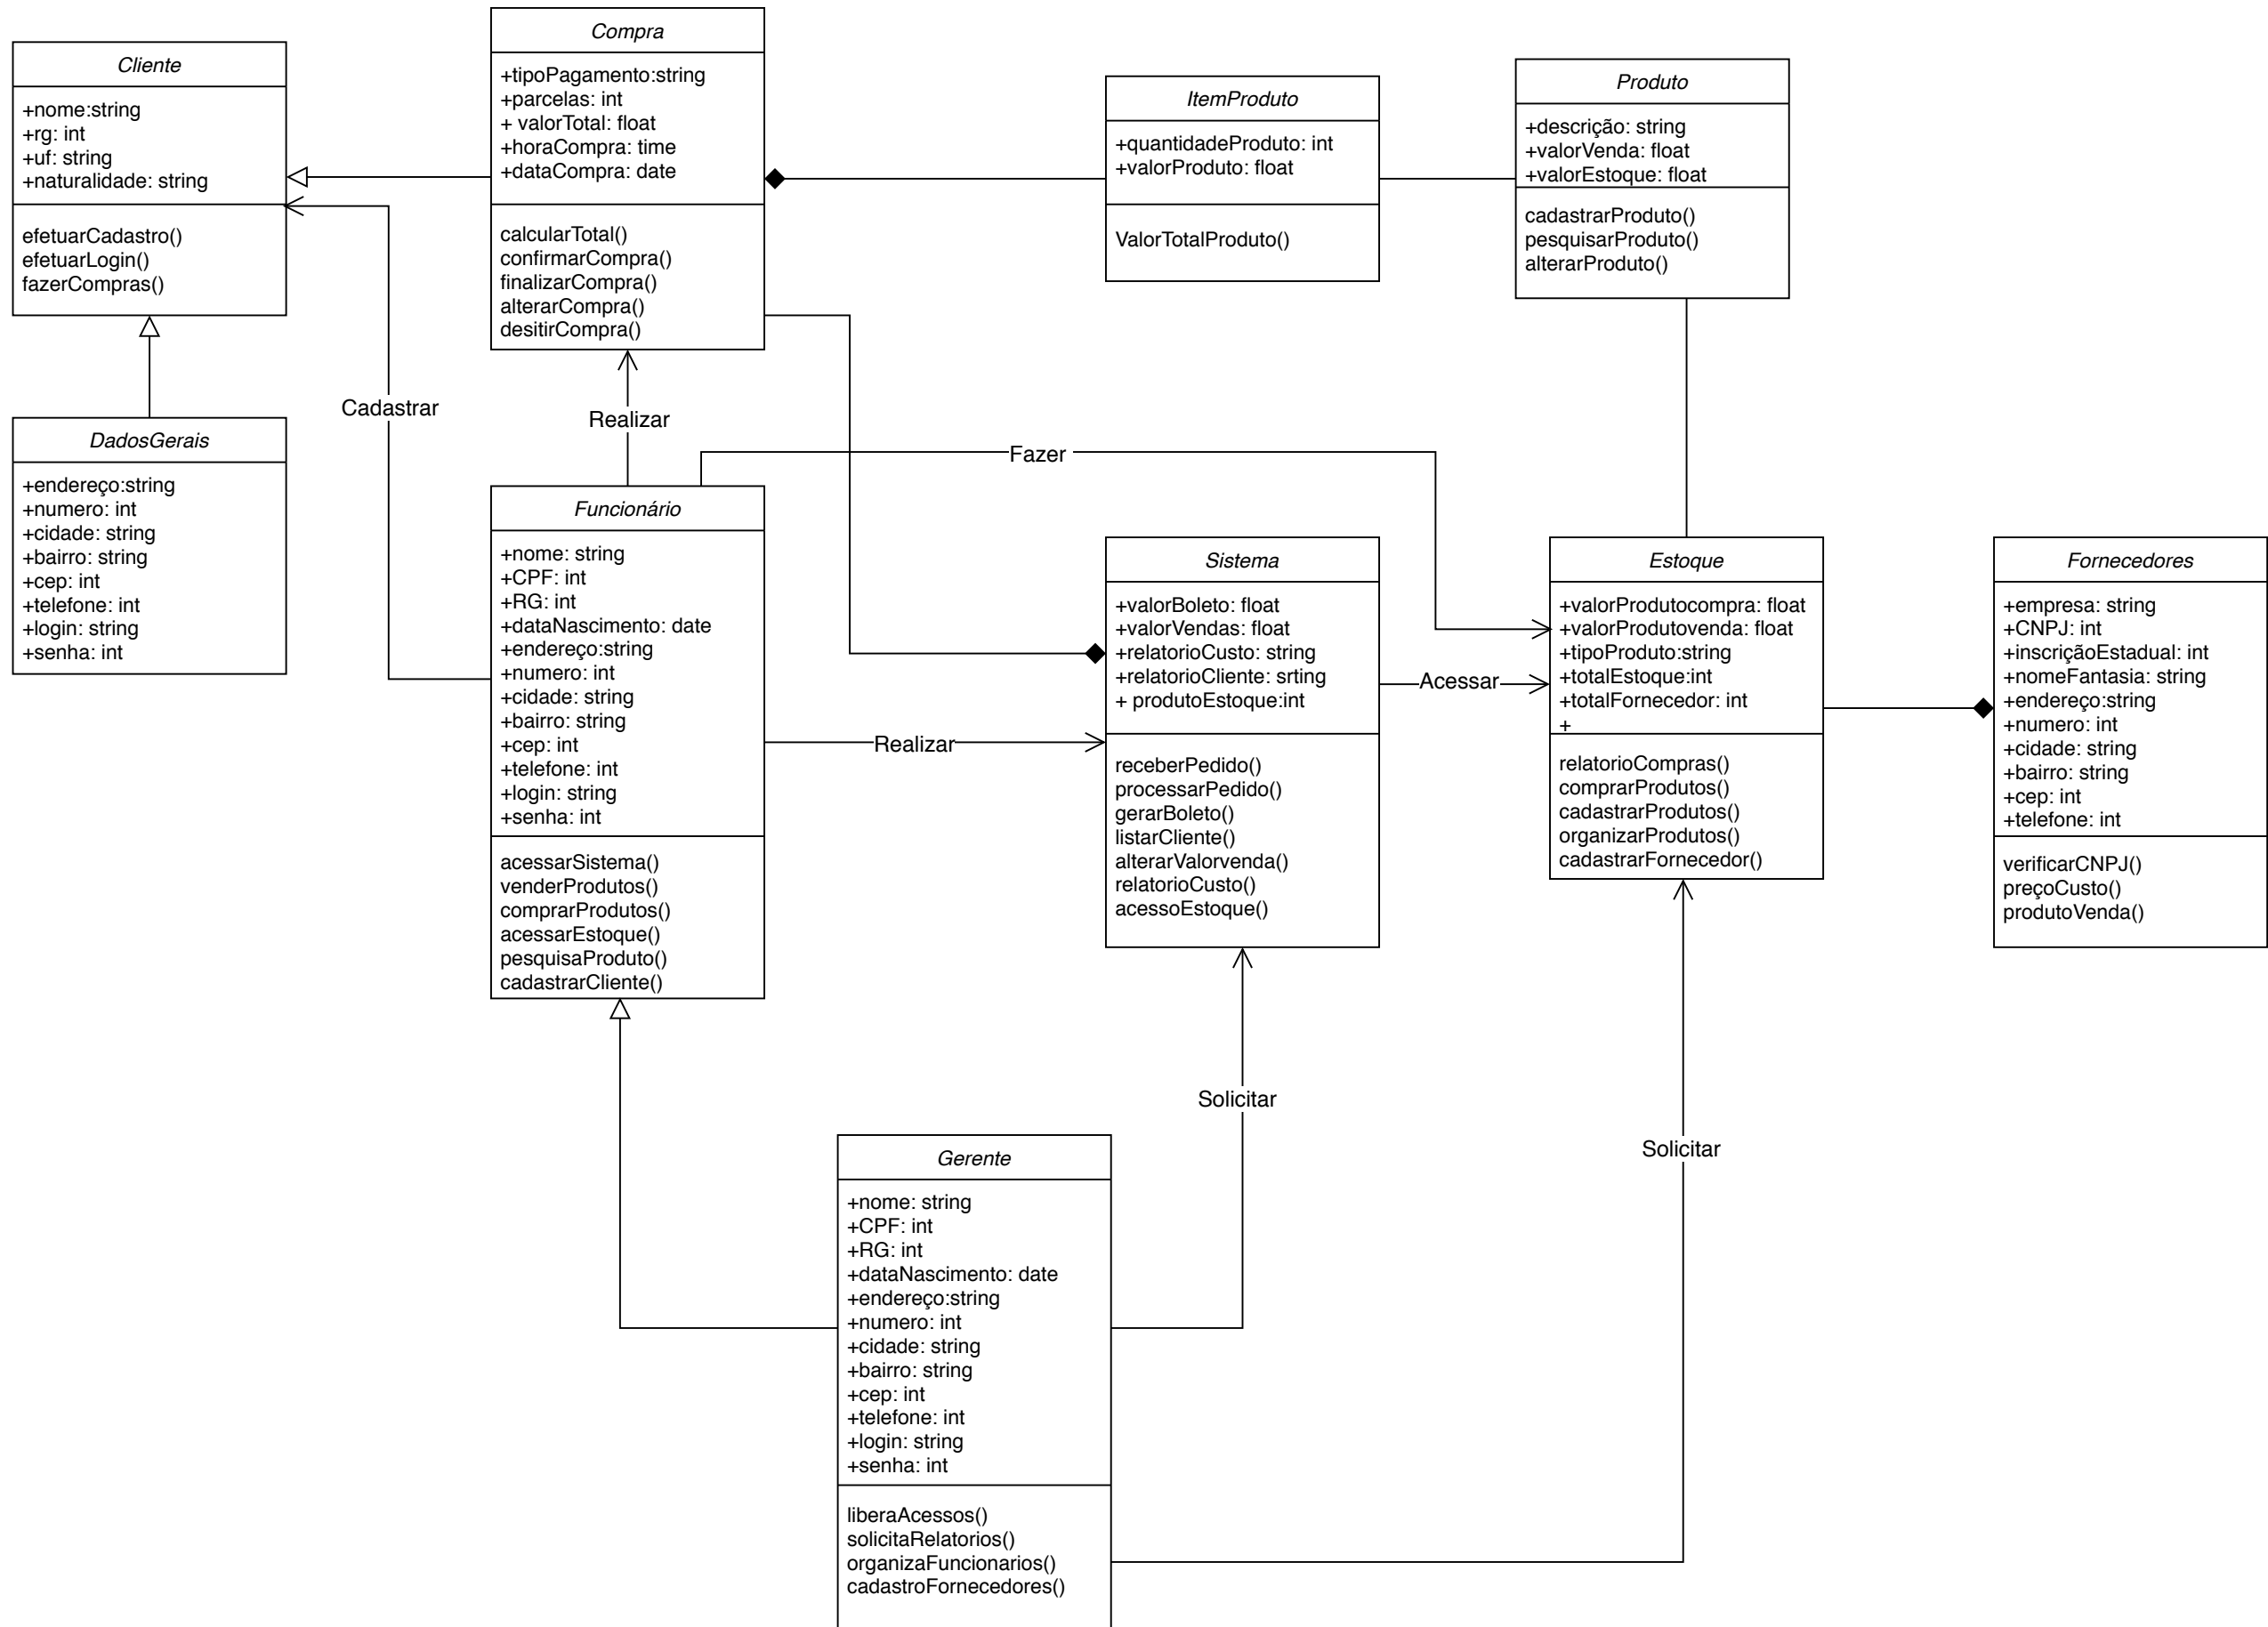 Cliente
+nome:string
+rg: int
+uf: string
+naturalidade: string
efetuarCadastro()
efetuarLogin()
fazerCompras()
Compra
+tipoPagamento:string
+parcelas: int
+ valorTotal: float
+horaCompra: time
+dataCompra: date
calcularTotal()
confirmarCompra()
finalizarCompra()
alterarCompra()
desitirCompra()
ItemProduto
+quantidadeProduto: int
+valorProduto: float
ValorTotalProduto()
Produto
+descrição: string
+valorVenda: float
+valorEstoque: float
cadastrarProduto()
pesquisarProduto()
alterarProduto()
Cadastrar
Realizar
Fazer
DadosGerais
+endereço:string
+numero: int
+cidade: string
+bairro: string
+cep: int
+telefone: int
+login: string
+senha: int
Funcionário
+nome: string
+CPF: int
+RG: int
+dataNascimento: date
+endereço:string
+numero: int
+cidade: string
+bairro: string
+cep: int
+telefone: int
+login: string
+senha: int
acessarSistema()
venderProdutos()
comprarProdutos()
acessarEstoque()
pesquisaProduto()
cadastrarCliente()
Realizar
Sistema
+valorBoleto: float
+valorVendas: float
+relatorioCusto: string
+relatorioCliente: srting
+ produtoEstoque:int
receberPedido()
processarPedido()
gerarBoleto()
listarCliente()
alterarValorvenda()
relatorioCusto()
acessoEstoque()
Acessar
Estoque
+valorProdutocompra: float
+valorProdutovenda: float
+tipoProduto:string
+totalEstoque:int
+totalFornecedor: int
+
relatorioCompras()
comprarProdutos()
cadastrarProdutos()
organizarProdutos()
cadastrarFornecedor()
Fornecedores
+empresa: string
+CNPJ: int
+inscriçãoEstadual: int
+nomeFantasia: string
+endereço:string
+numero: int
+cidade: string
+bairro: string
+cep: int
+telefone: int
verificarCNPJ()
preçoCusto()
produtoVenda()
Solicitar
Solicitar
Gerente
+nome: string
+CPF: int
+RG: int
+dataNascimento: date
+endereço:string
+numero: int
+cidade: string
+bairro: string
+cep: int
+telefone: int
+login: string
+senha: int
liberaAcessos()
solicitaRelatorios()
organizaFuncionarios()
cadastroFornecedores()